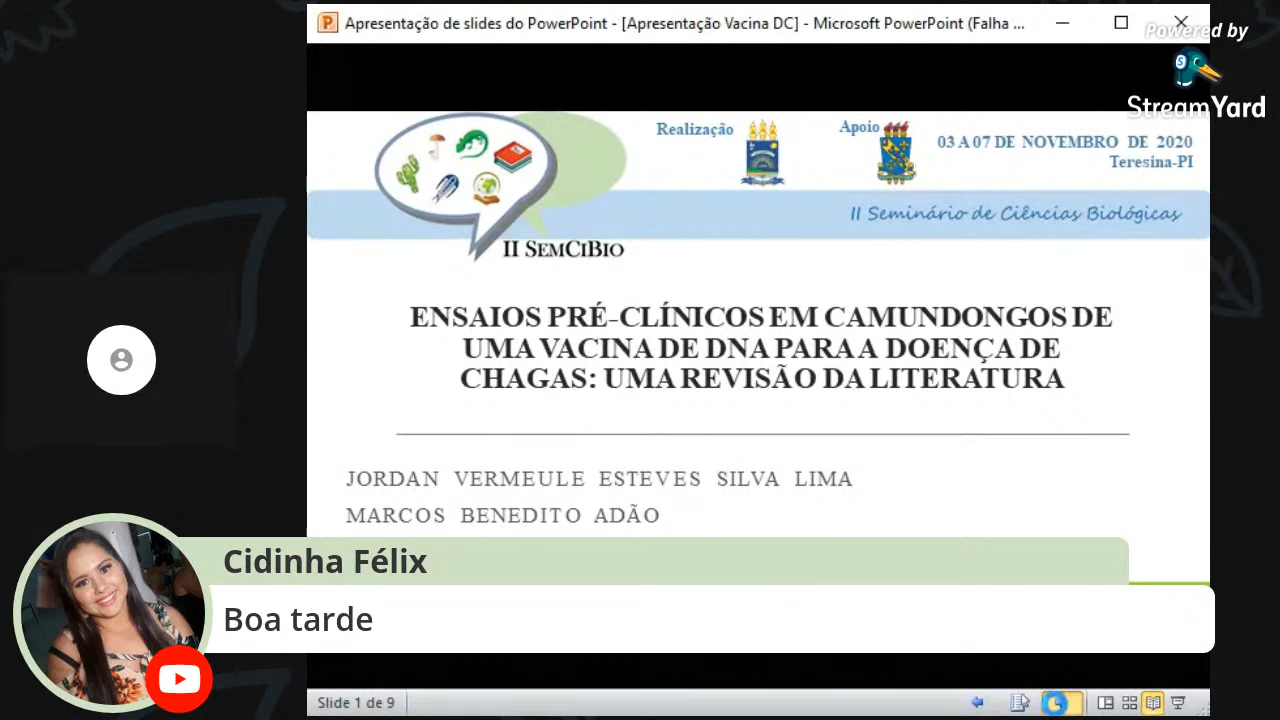 Apresentação de slides do PowerPoint - [Apresentação Vacina DC] - Microsoft PowerPoint (Falha ...
Powered by
StreamYard
Realização
Apoio
03 A 07 DE NOVEMBRO DE 2020
Teresina-PI
II Seminário de Ciências Biológicas
II SEMCIBIO
ENSAIOS PRÉ-CLÍNICOS EM CAMUNDONGOS DE
UMA VACINA DE DNA PARA A DOENÇA DE
CHAGAS: UMA REVISÃO DA LITERATURA
JORDAN VERMEULE ESTEVES SILVA LIMA
MARCOS BENEDITO ADÃO
Cidinha Félix
Boa tarde
Slide 1 de 9